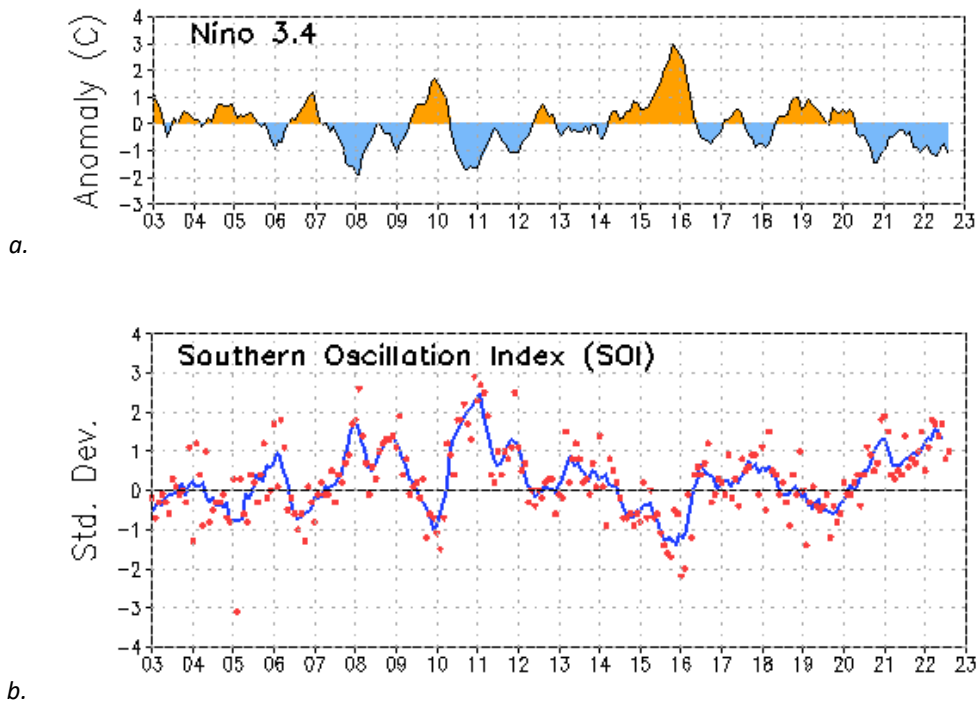 Nino 3.4
Anomaly (C)
4
3
2
1
0
-1
-2
-3
03 04 05 06 07 08 09 10 11 12 13 14 15 16 17 18 19 20 21 22 23
a.
Southern Oscillation Index (SOI)
Std. Dev.
4
3
2
1
0
-1
-2
-3
-4
03 04 05 06 07 08 09 10 11 12 13 14 15 16 17 18 19 20 21 22 23
b.